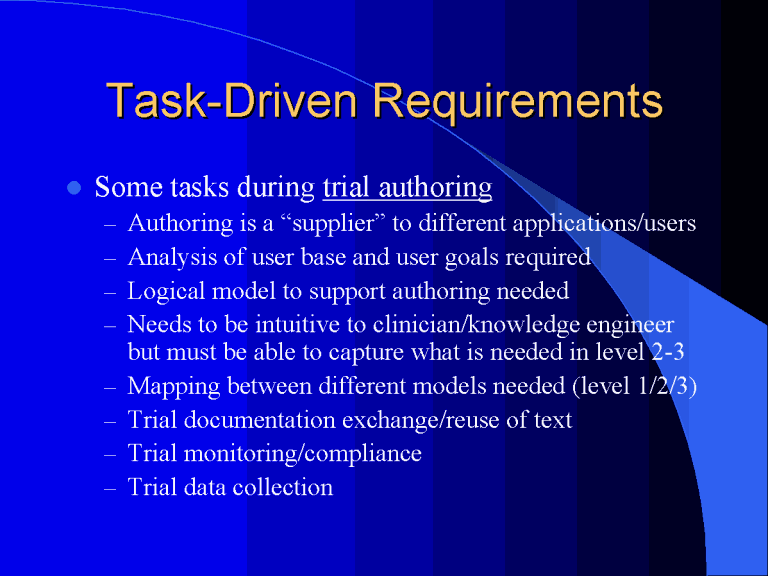 Task-Driven Requirements
Some tasks during trial authoring
– Authoring is a “supplier” to different applications/users
– Analysis of user base and user goals required
– Logical model to support authoring needed
– Needs to be intuitive to clinician/knowledge engineer
but must be able to capture what is needed in level 2-3
– Mapping between different models needed (level 1/2/3)
– Trial documentation exchange/reuse of text
– Trial monitoring/compliance
– Trial data collection